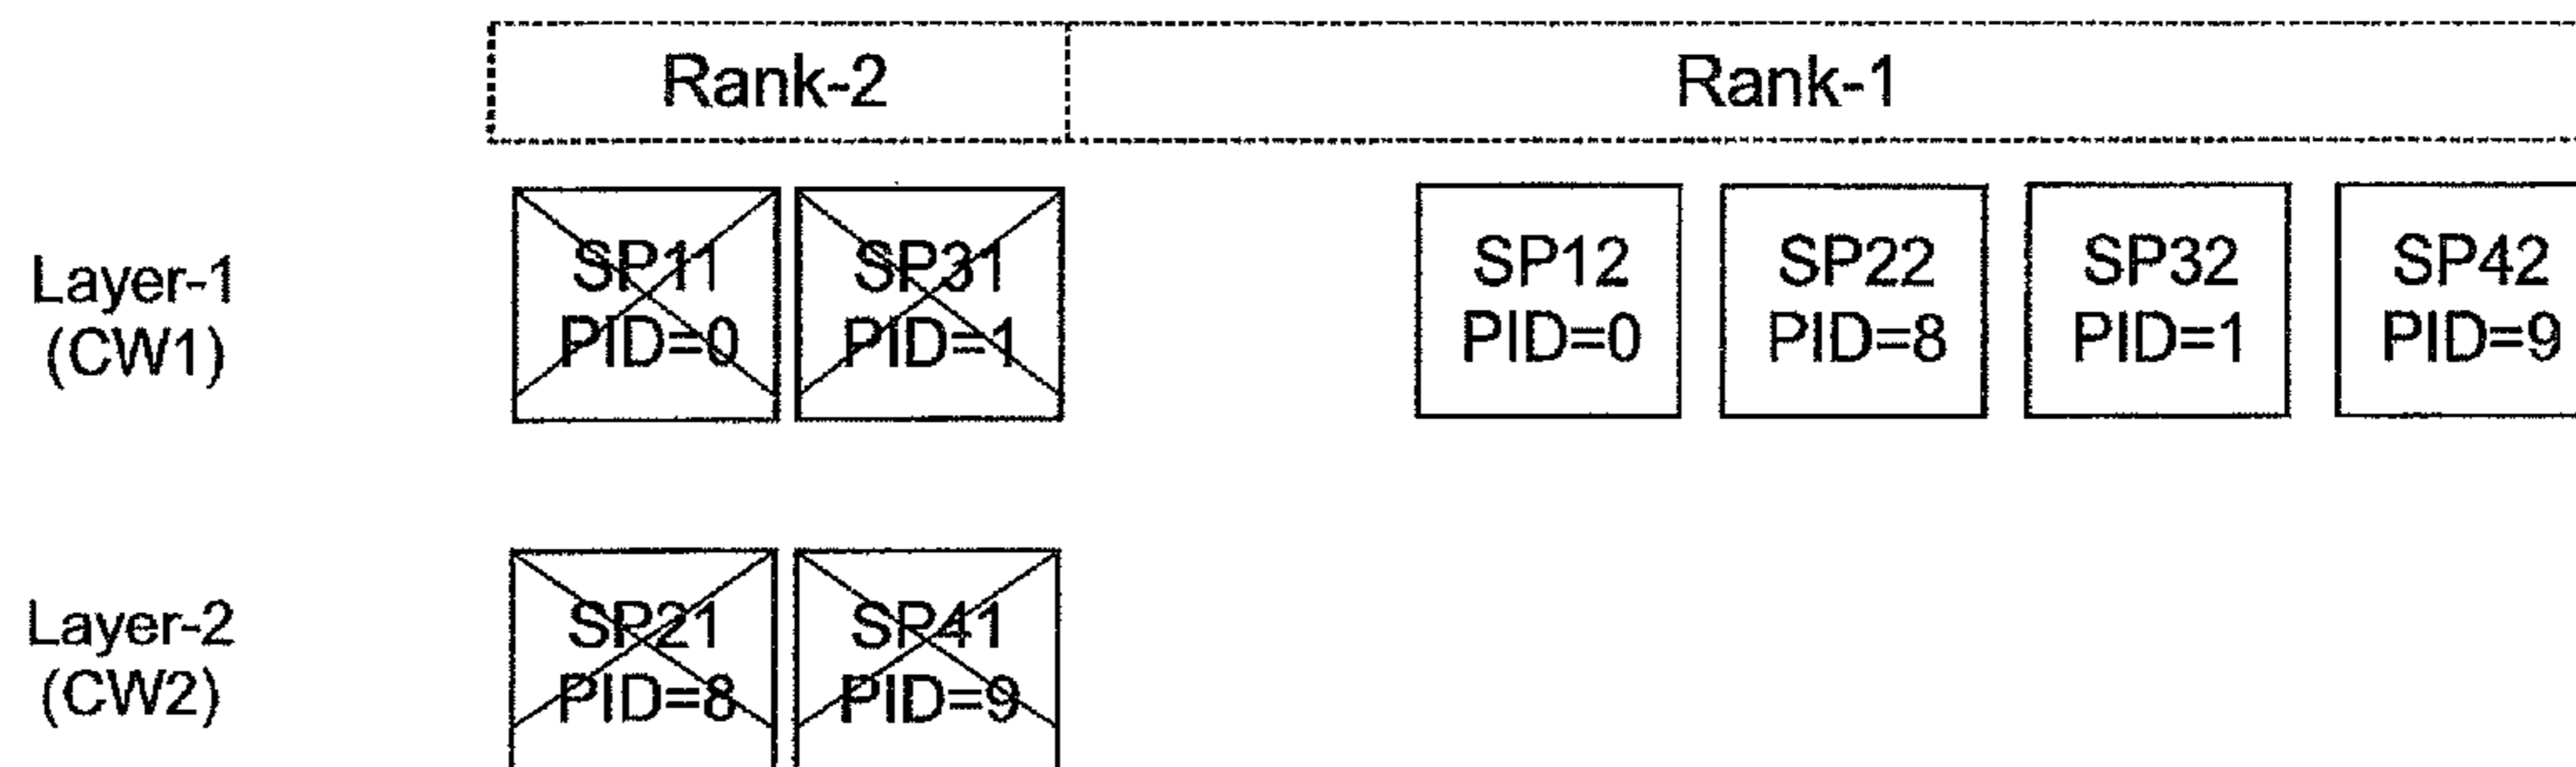 Rank-2
Rank-1
Layer-1
(CW1)
SP11
PID=0
SP31
PID=1
SP12
PID=0
SP22
PID=8
SP32
PID=1
SP42
PID=9
Layer-2
(CW2)
SP21
PID=8
SP41
PID=9